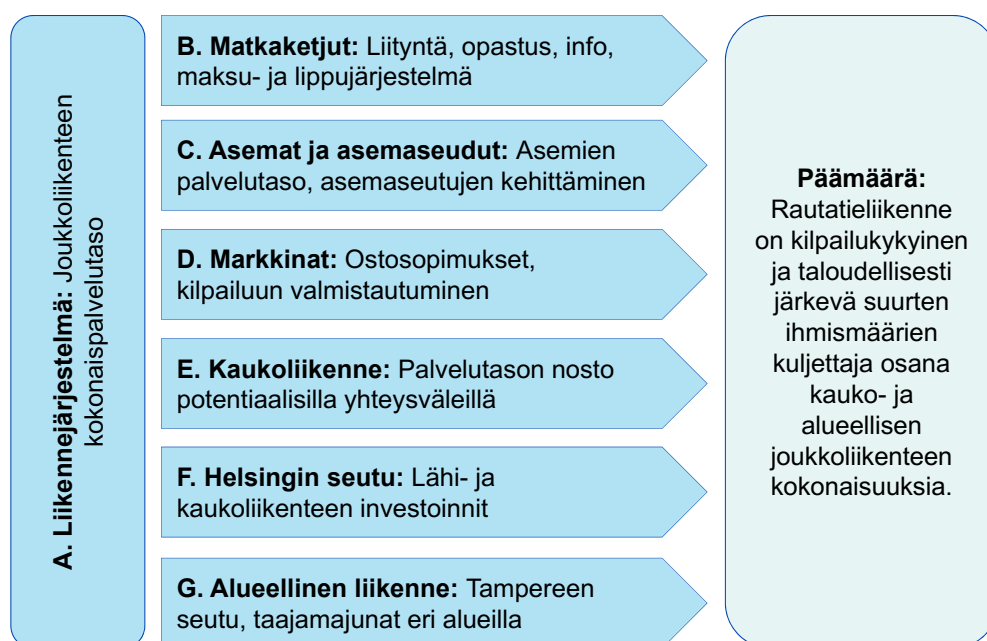 A. Liikennejärjestelmä: Joukkoliikenteen
kokonaispalvelutaso
B. Matkaketjut: Liityntä, opastus, info,
maksu- ja lippujärjestelmä
C. Asemat ja asemaseudut: Asemien
palvelutaso, asemaseutujen kehittäminen
D. Markkinat: Ostosopimukset,
kilpailuun valmistautuminen
E. Kaukoliikenne: Palvelutason nosto
potentiaalisilla yhteysväleillä
F. Helsingin seutu: Lähi- ja
kaukoliikenteen investoinnit
G. Alueellinen liikenne: Tampereen
seutu, taajamajunat eri alueilla
Päämäärä:
Rautatieliikenne
on kilpailukykyinen
ja taloudellisesti
järkevä suurten
ihmismäärien
kuljettaja osana
kauko- ja
alueellisen
joukkoliikenteen
kokonaisuuksia.